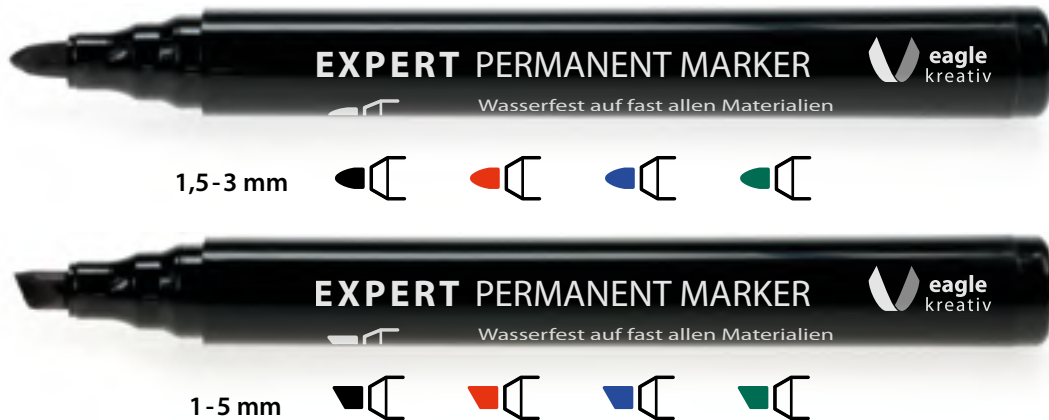 EXPERT PERMANENT MARKER
eagle
kreativ
Wasserfest auf fast allen Materialien
1,5-3 mm
EXPERT PERMANENT MARKER
eagle
kreativ
Wasserfest auf fast allen Materialien
1-5 mm